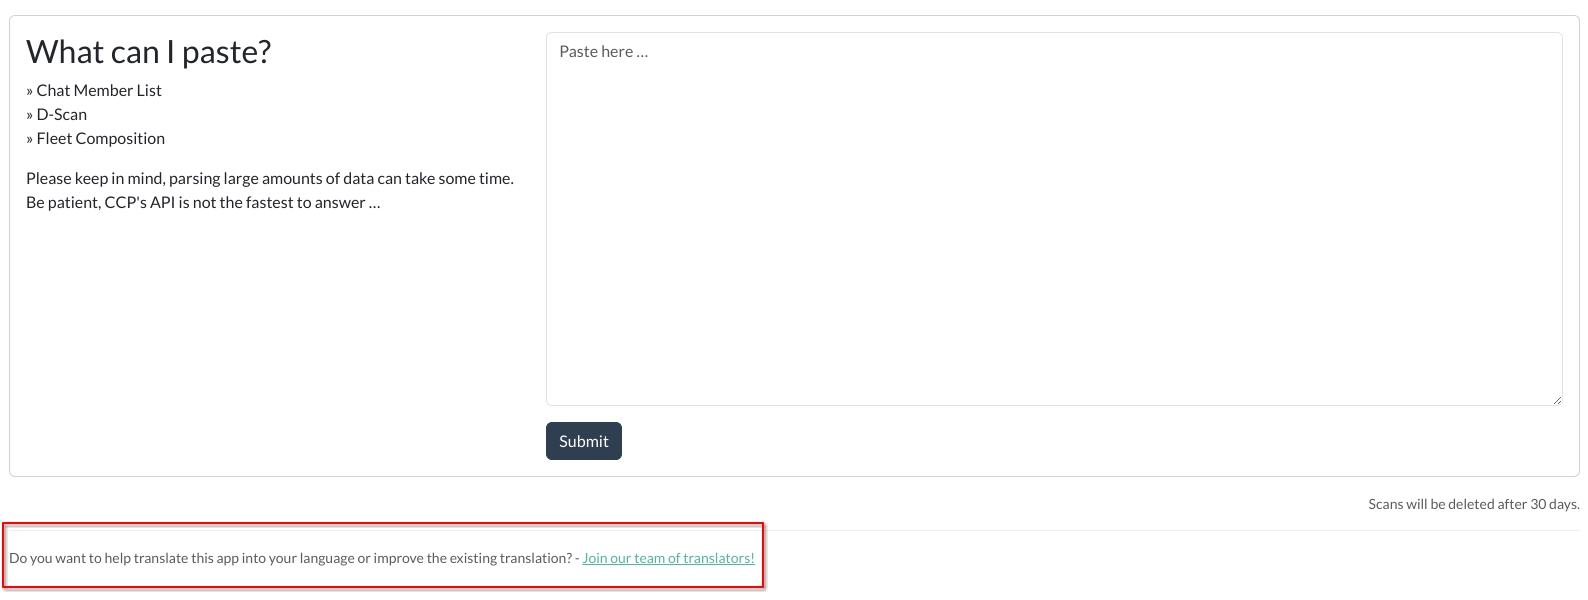 What can I paste?
» Chat Member List
» D-Scan
» Fleet Composition
Please keep in mind, parsing large amounts of data can take some time.
Be patient, CCP's API is not the fastest to answer ...
Paste here ...
Submit
Scans will be deleted after 30 days.
Do you want to help translate this app into your language or improve the existing translation? - Join our team of translators!